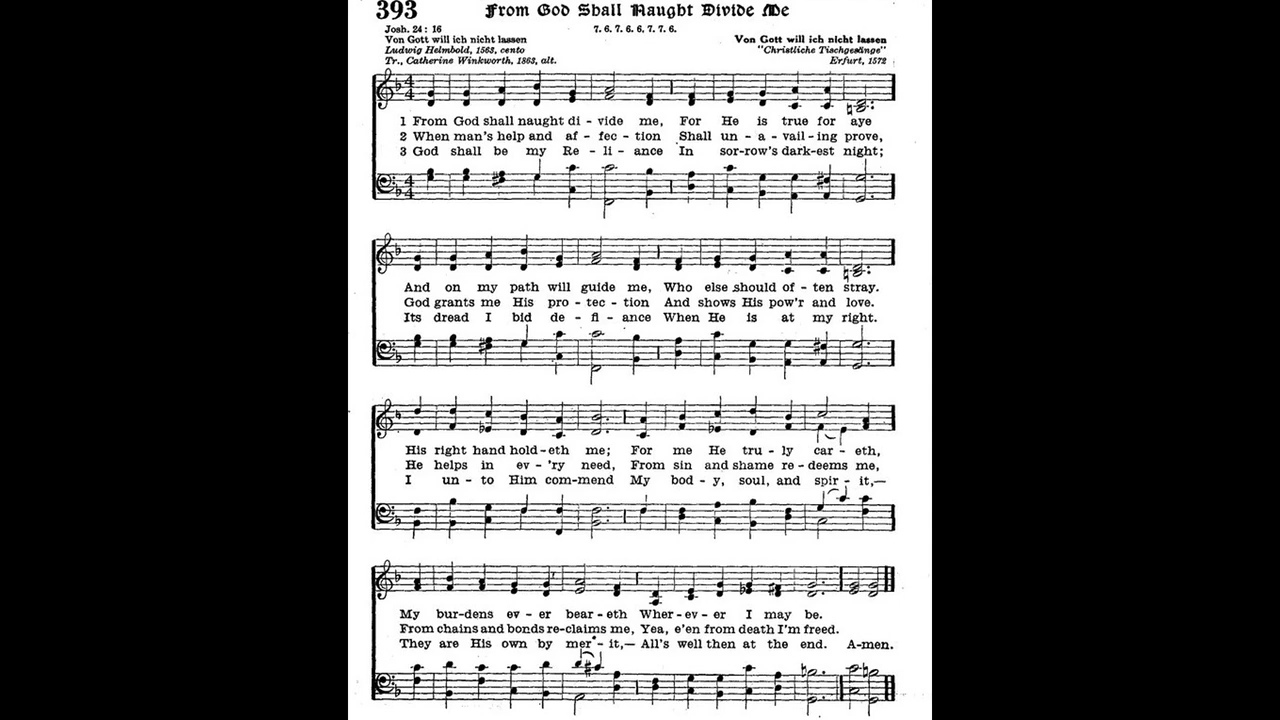 393
From God Shall Naught Divide Me
Josh. 24: 16
7. 6. 7. 6. 6. 7. 7. 6.
Von Gott will ich nicht lassen
Von Gott will ich nicht lassen
Ludwig Helmbold, 1563, cento
"Christliche Tischgesänge"
Tr., Catherine Winkworth, 1863, alt.
Erfurt, 1572
1 From God shall naught di - vide me, For He is true for aye
2 When man's help and af - fec - tion Shall un - a - vail - ing prove,
3 God shall be my Re - li - ance In sor-row's dark-est night;
And on my path will guide me, Who else should of - ten stray.
God grants me His pro - tec - tion And shows His pow'r and love.
Its dread I bid de - fi - ance When He is at my right.
His right hand hold-eth me; For me He tru - ly car - eth,
He helps in ev - 'ry need, From sin and shame re - deems me,
I un - to Him com-mend My bod - y, soul, and spir - it,—
My bur-dens ev - er bear-eth Wher-ev - er I may be.
From chains and bonds re-claims me, Yea, e'en from death I'm freed.
They are His own by mer - it,— All's well then at the end. A-men.